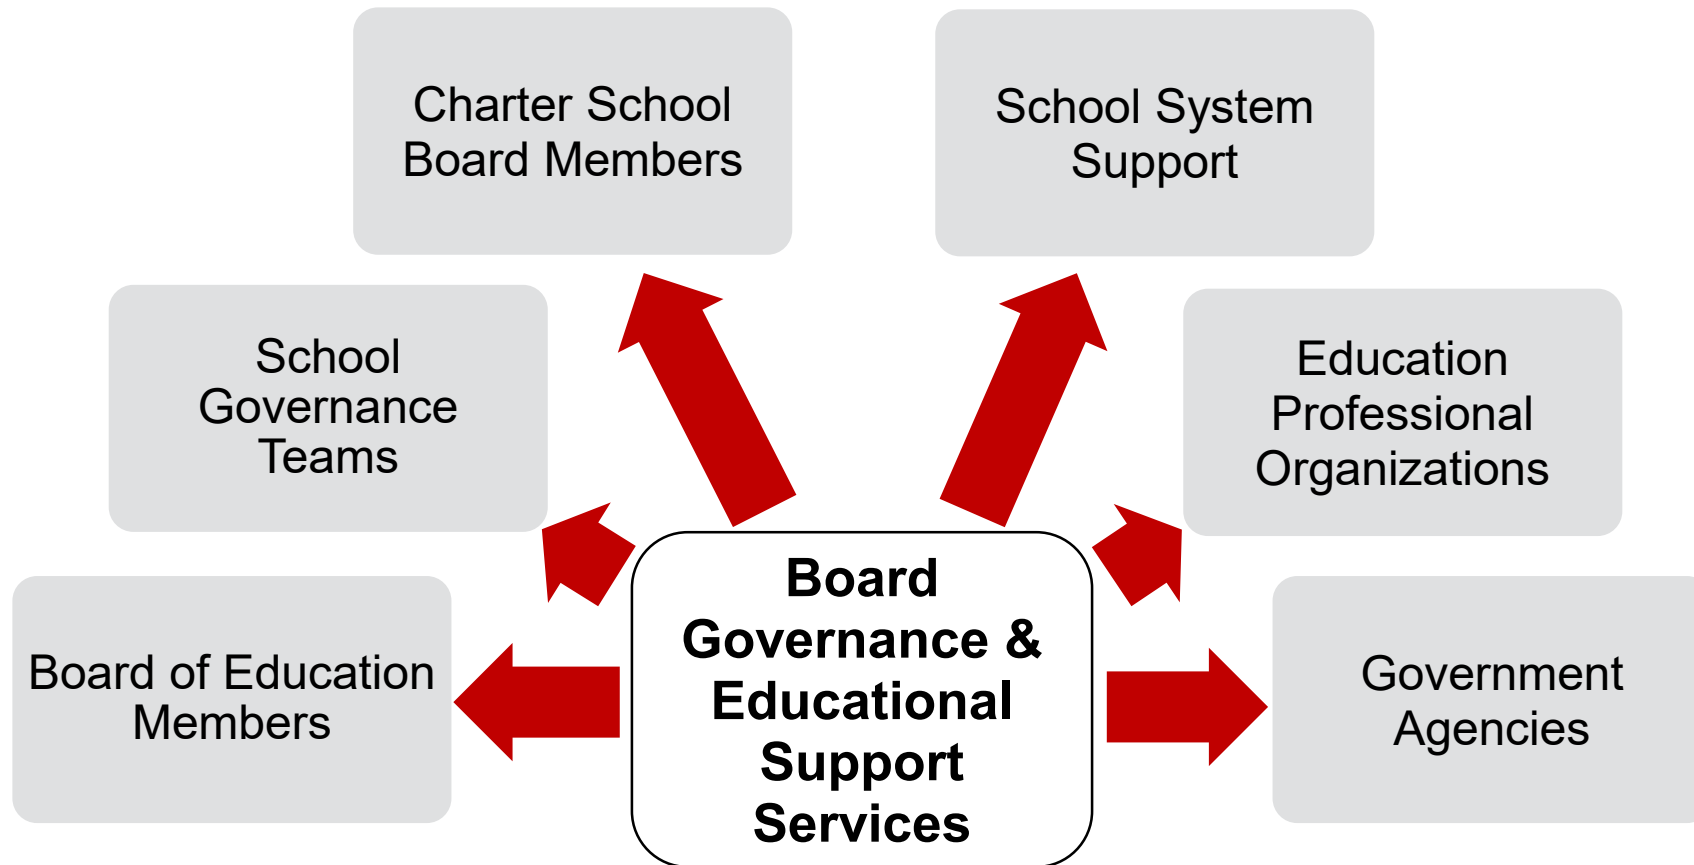 Charter School
Board Members
School System
Support
School
Governance
Teams
Education
Professional
Organizations
Board of Education
Members
Board
Governance &
Educational
Support
Services
Government
Agencies